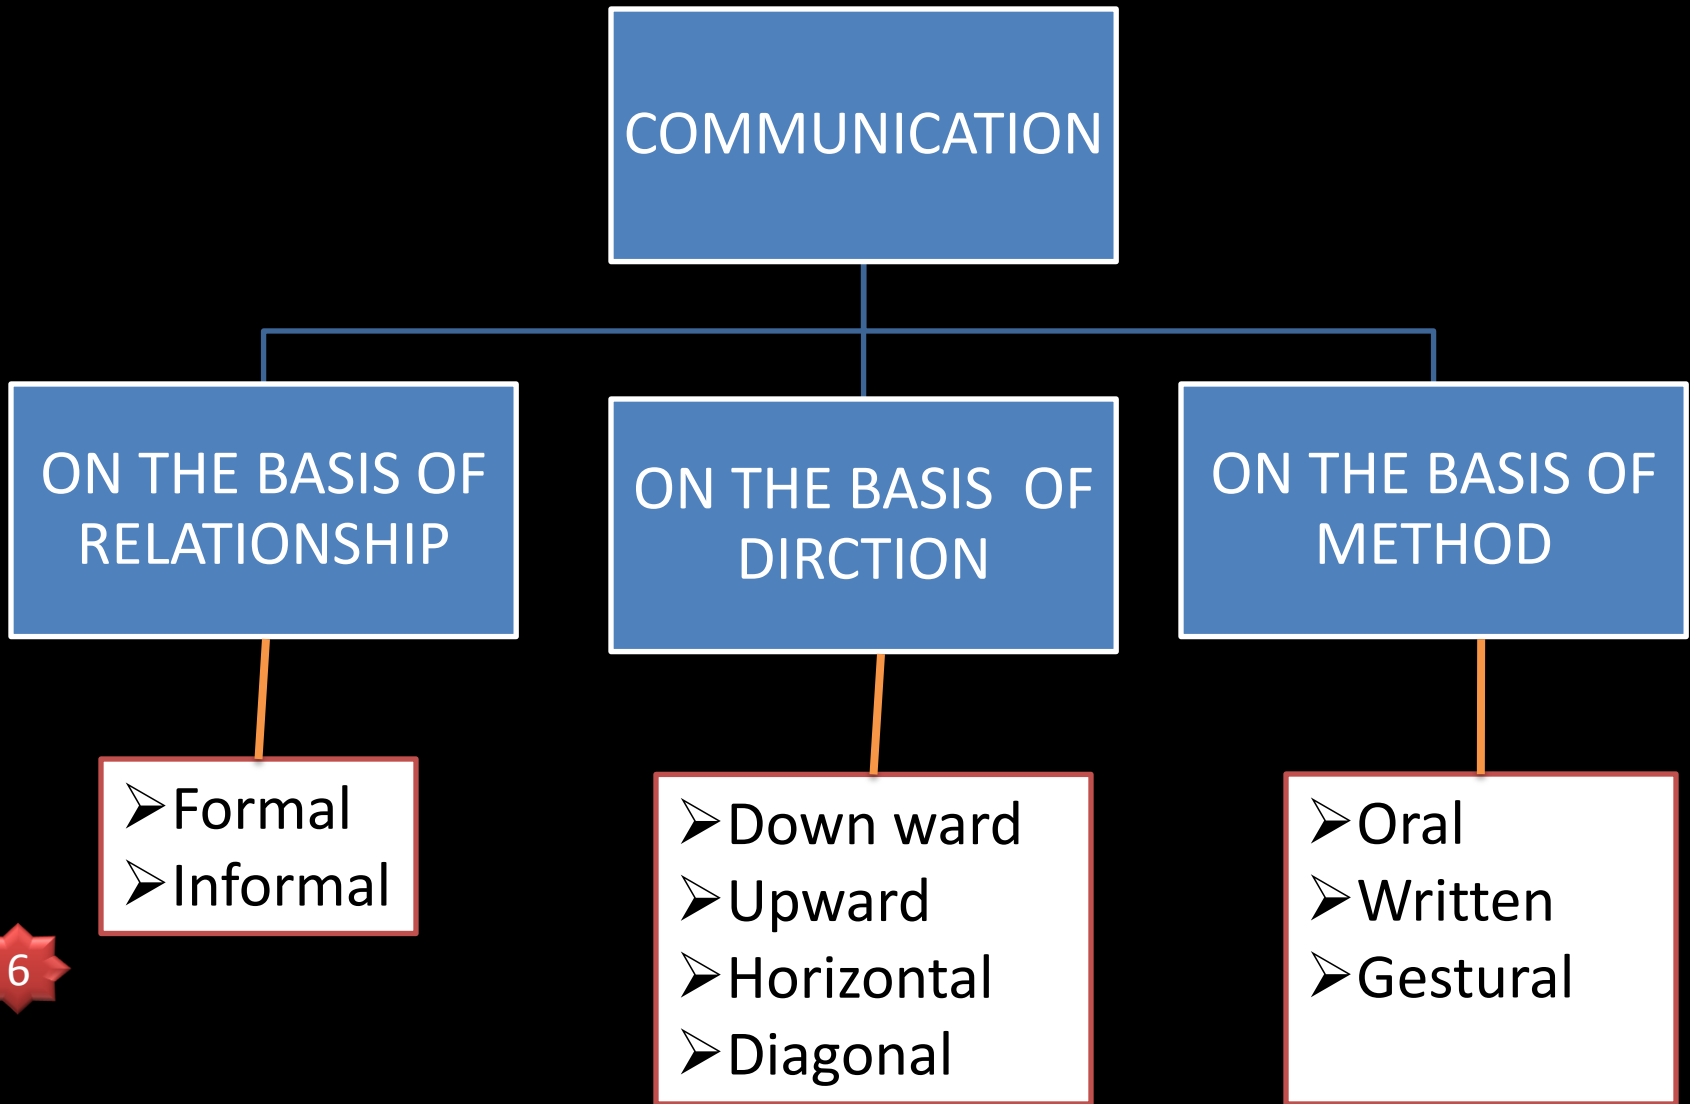 COMMUNICATION
ON THE BASIS OF
RELATIONSHIP
ON THE BASIS  OF
DIRCTION
ON THE BASIS OF
METHOD
➢Formal
➢Informal
➢Down ward
➢Upward
➢Horizontal
➢Diagonal
➢Oral
➢Written
➢Gestural
6